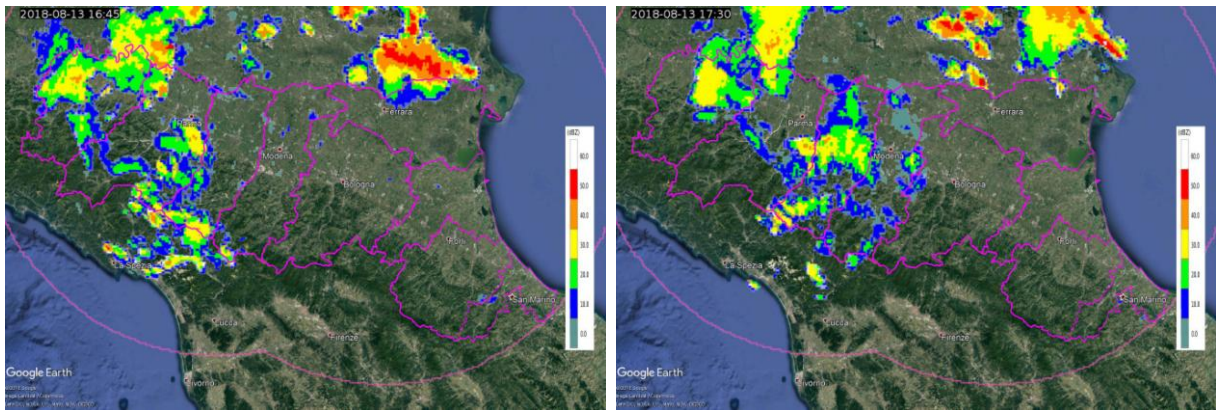 2018-08-13 16:45
Ferrara
Modena
Bologna
La Spezia
San Marino
Lucca
Firenze
Livorno
Google Earth
(dBZ)
60.0
50.0
40.0
30.0
20.0
10.0
0.0
2018-08-13 17:30
Parma
Ferrara
Modena
Bologna
La Spezia
San Marino
Lucca
Firenze
Livorno
Google Earth
(dBZ)
60.0
50.0
40.0
30.0
20.0
10.0
0.0